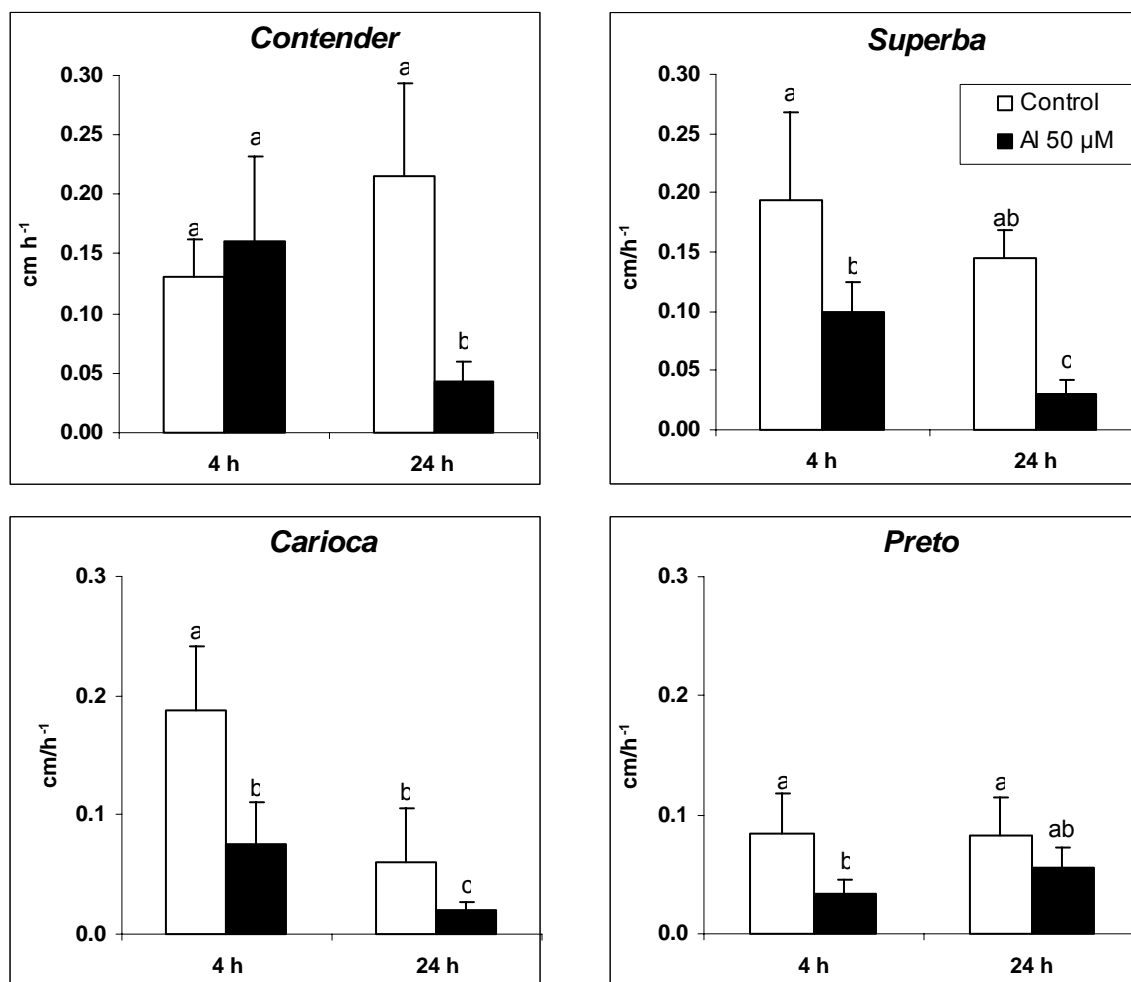 Contender
cm h-1
0.30
0.25
0.20
0.15
0.10
0.05
0.00
a
a
a
b
4 h
24 h
Superba
cm/h-1
0.30
0.25
0.20
0.15
0.10
0.05
0.00
Control
Al 50 µM
a
b
ab
c
4 h
24 h
Carioca
cm/h-1
0.3
0.2
0.1
0.0
a
b
b
c
4 h
24 h
Preto
cm/h-1
0.3
0.2
0.1
0.0
a
b
a
ab
4 h
24 h